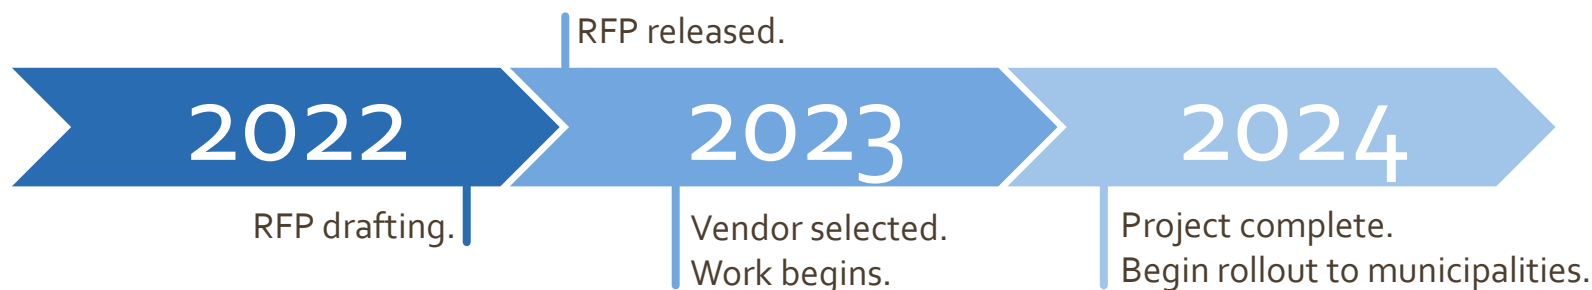 RFP released.
2022
2023
2024
RFP drafting.
Vendor selected.
Work begins.
Project complete.
Begin rollout to municipalities.